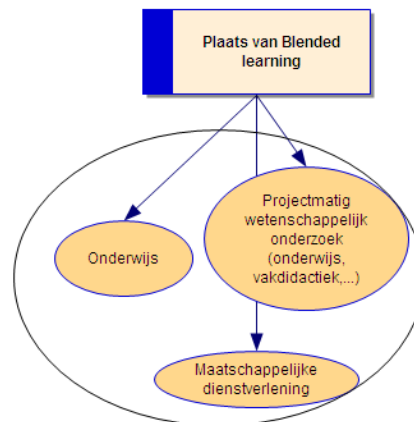 Plaats van Blended
learning
Projectmatig
wetenschappelijk
onderzoek
(onderwijs,
vakdidactiek,...)
Onderwijs
Maatschappelijke
dienstverlening